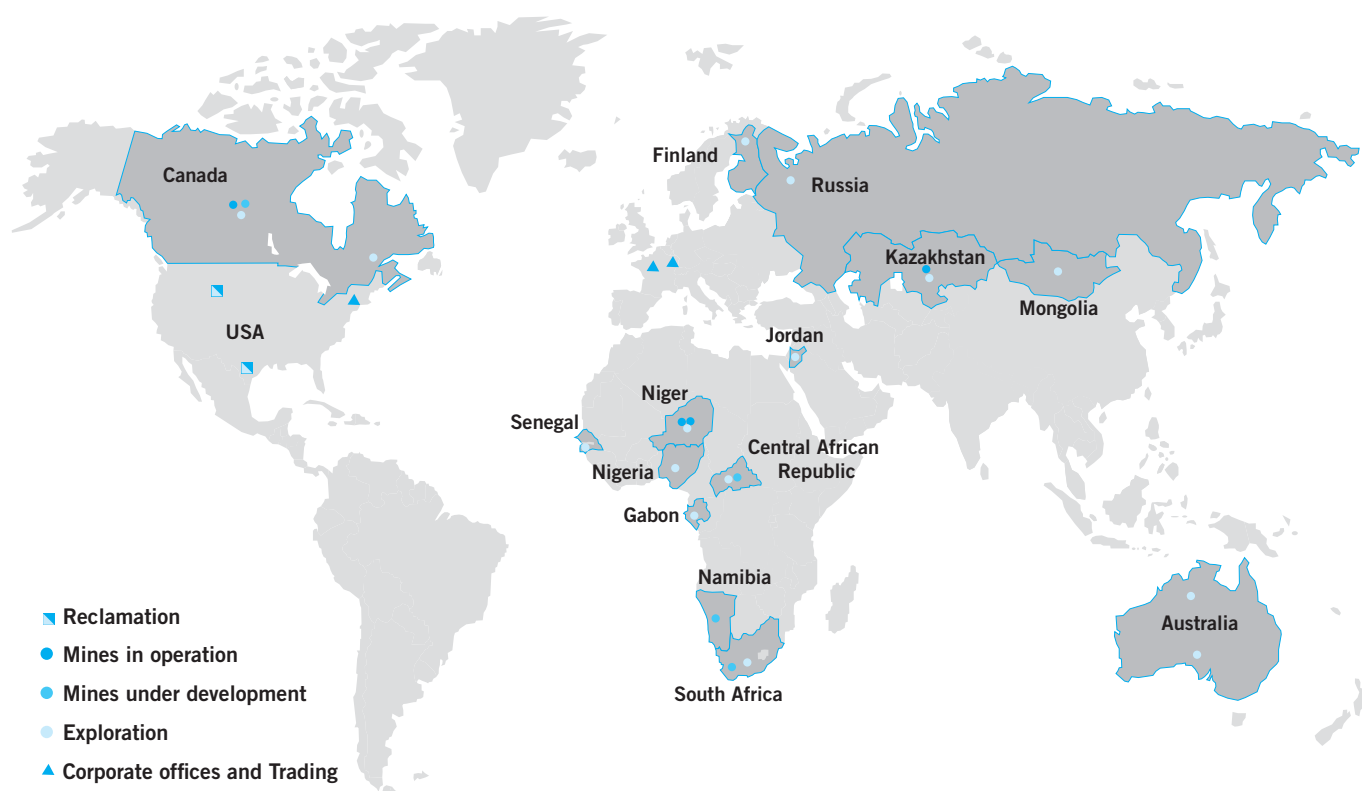 Finland
Canada
Russia
Kazakhstan
Mongolia
USA
Jordan
Niger
Senegal
Central African
Republic
Nigeria
Gabon
Namibia
Australia
South Africa
Reclamation
Mines in operation
Mines under development
Exploration
Corporate offices and Trading